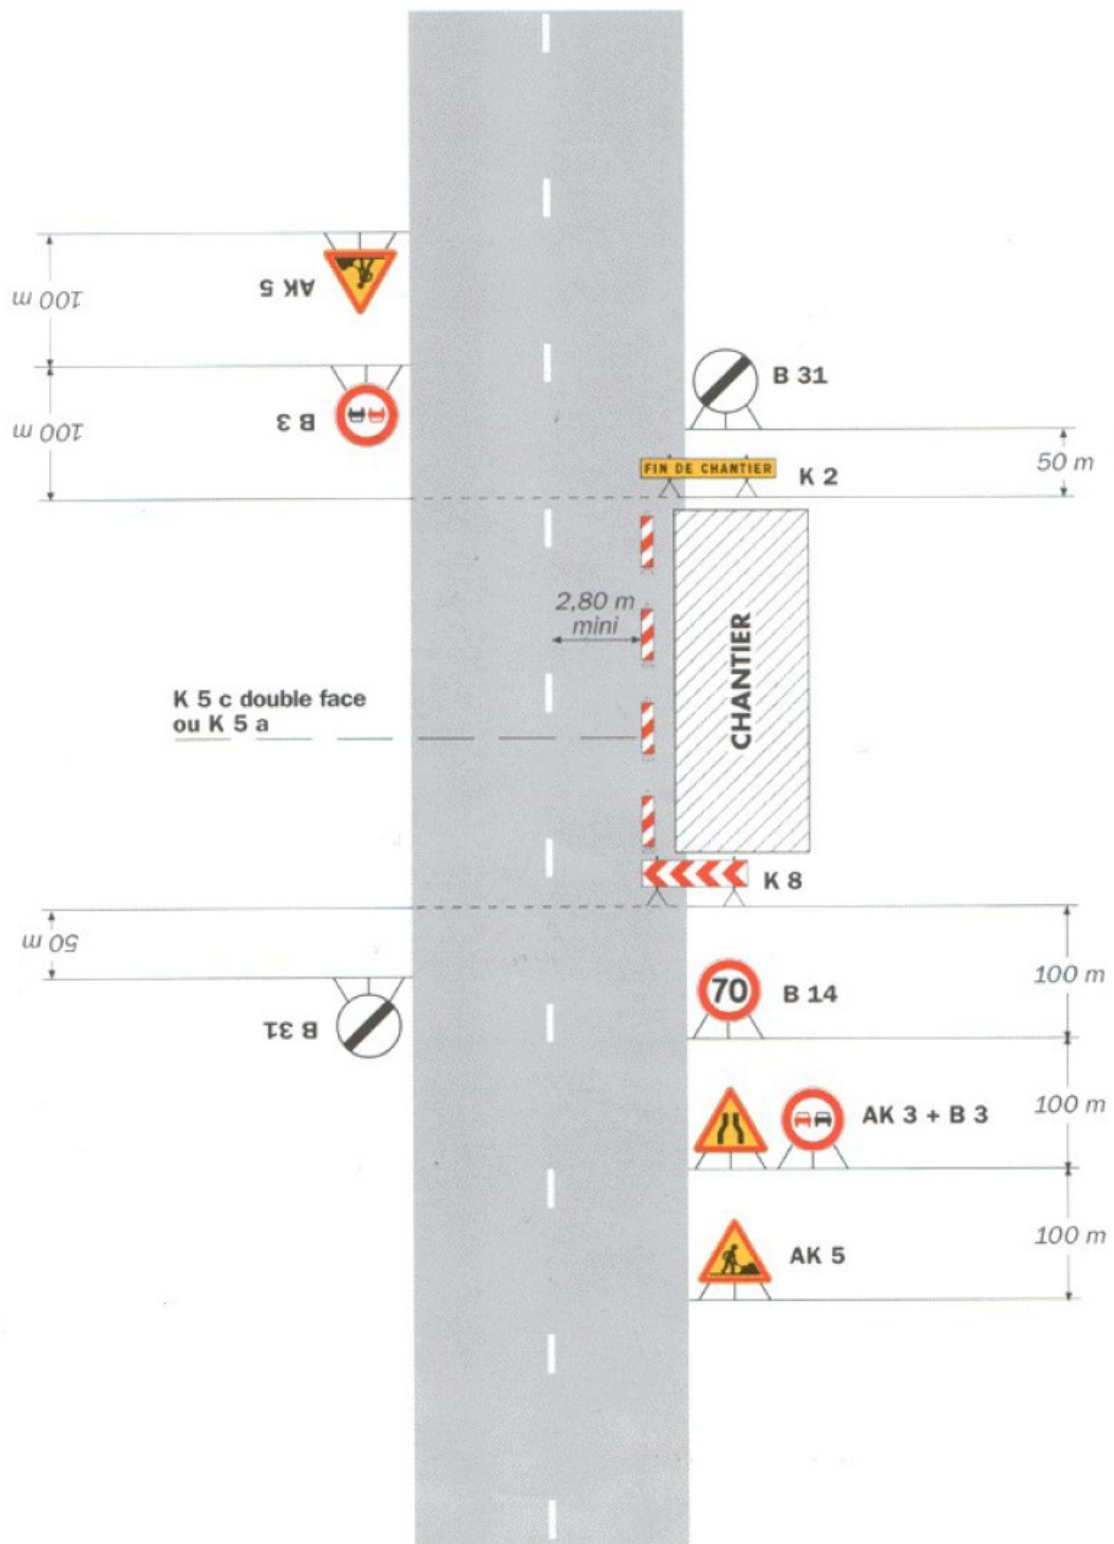 AK 5
100 m
B 3
100 m
B 31
50 m
FIN DE CHANTIER
K 2
2,80 m
mini
CHANTIER
K 5 c double face
ou K 5 a
K 8
50 m
B 31
70
B 14
100 m
AK 3 + B 3
100 m
AK 5
100 m